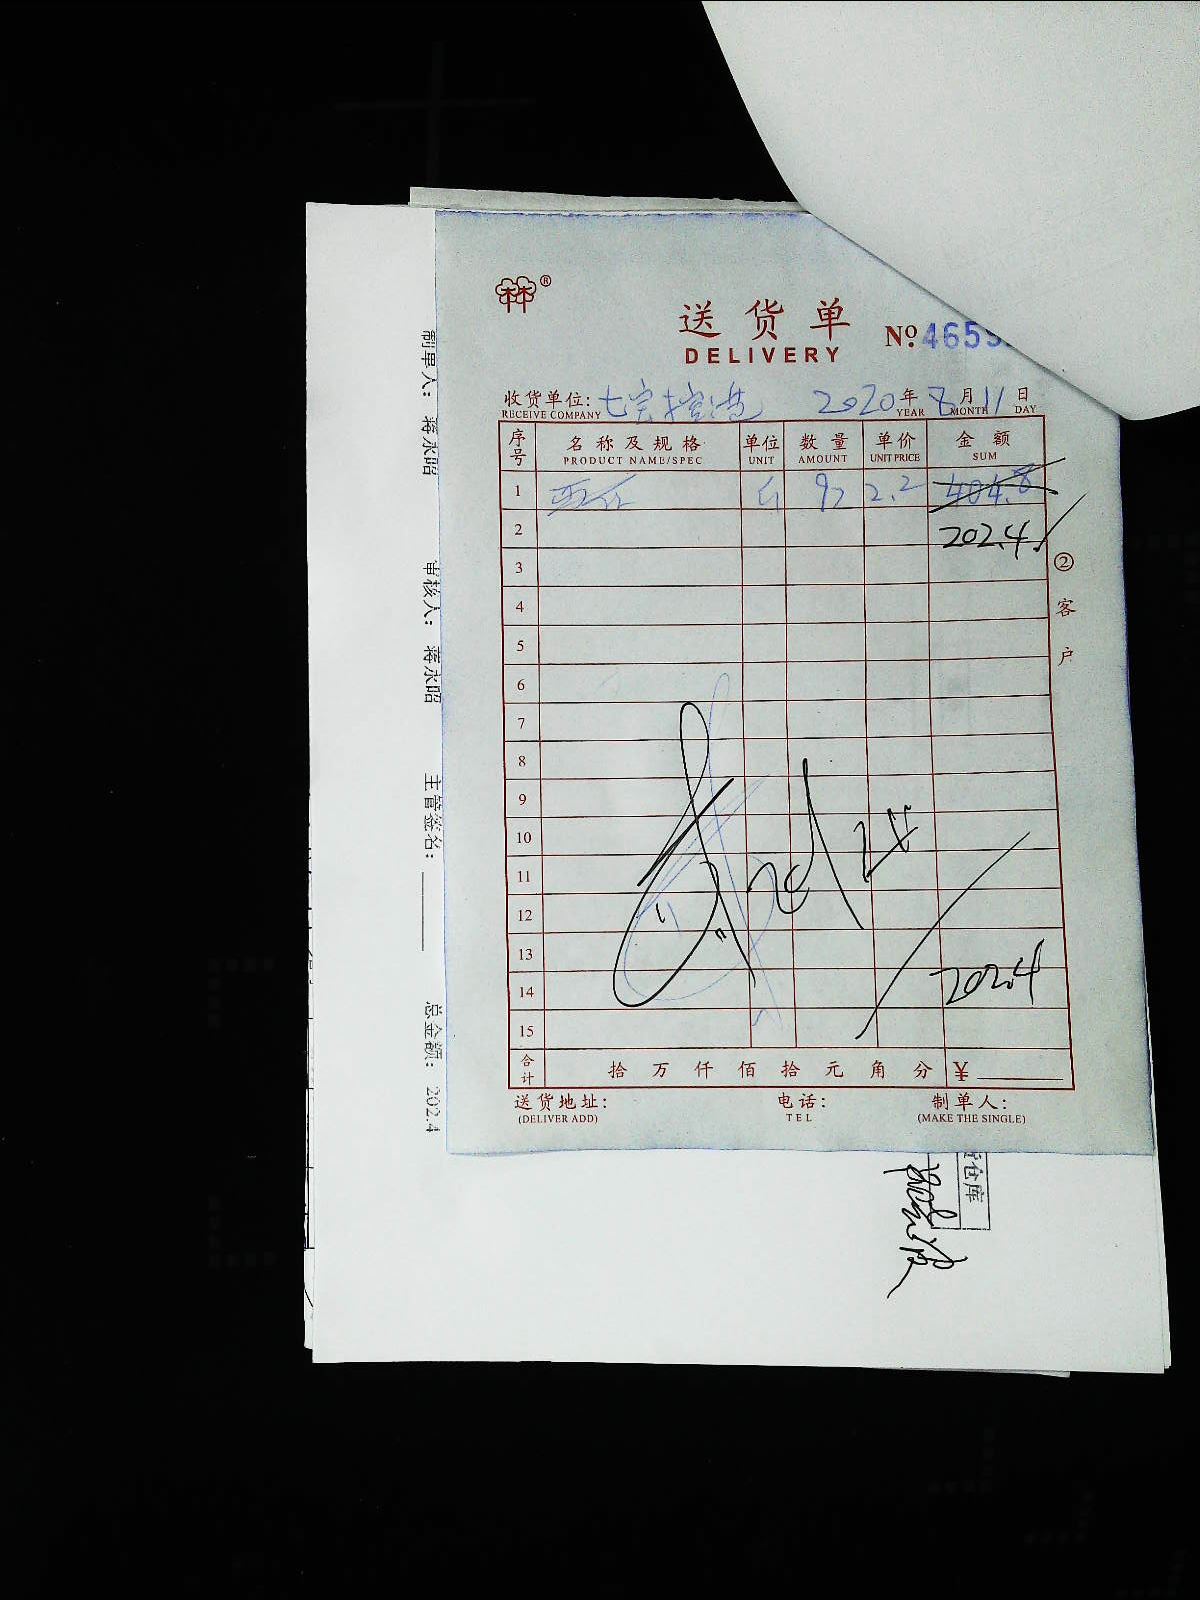 林®
送货单
DELIVERY
№ 4659
收货单位: 2020年8月11日
RECEIVE COMPANY YEAR MONTH DAY
序号 名称及规格 单位 数量 单价 金额
PRODUCT NAME/SPEC UNIT AMOUNT UNIT PRICE SUM
1 斤 92 2.2 404.8
2 202.4
3
4
5
6
7
8
9
10
11
12
13
14 202.4
15
合计 拾 万 仟 佰 拾 元 角 分 ¥
送货地址: 电话: 制单人:
(DELIVER ADD) TEL (MAKE THE SINGLE)
② 客户
制单人: 蒋永昭 审核人: 蒋永昭 主管签名: 总金额: 202.4
仓库